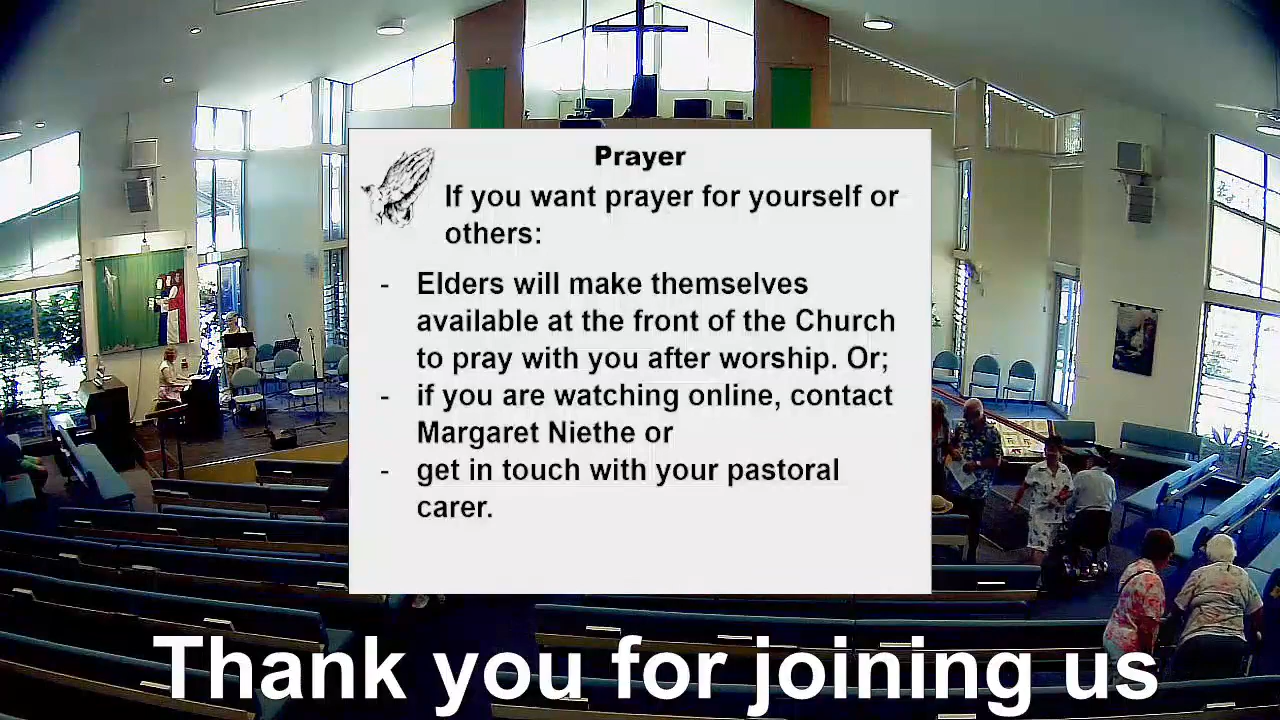 Prayer
If you want prayer for yourself or
others:
- Elders will make themselves
available at the front of the Church
to pray with you after worship. Or;
- if you are watching online, contact
Margaret Niethe or
- get in touch with your pastoral
carer.
Thank you for joining us